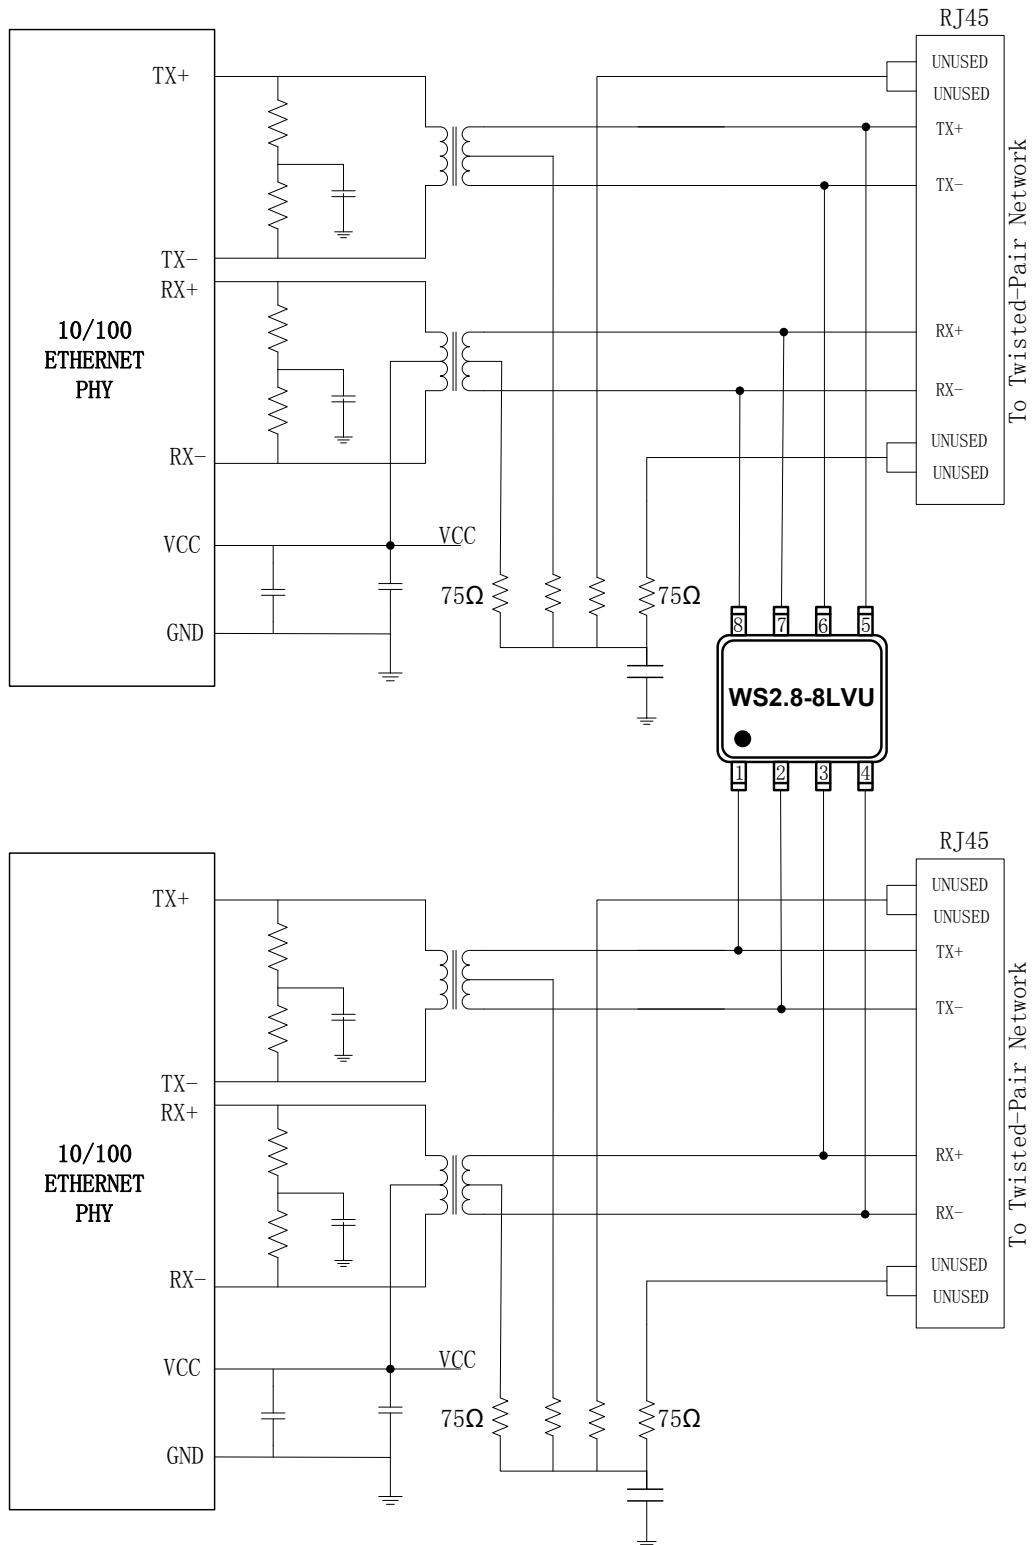 RJ45
UNUSED
UNUSED
TX+
TX+
TX-
TX-
RX+
10/100
ETHERNET
PHY
RX+
RX-
RX-
UNUSED
UNUSED
To Twisted-Pair Network
VCC
VCC
75Ω
75Ω
GND
8
7
6
5
WS2.8-8LVU
1
2
3
4
RJ45
UNUSED
UNUSED
TX+
TX+
TX-
TX-
RX+
10/100
ETHERNET
PHY
RX+
RX-
RX-
UNUSED
UNUSED
To Twisted-Pair Network
VCC
VCC
75Ω
75Ω
GND